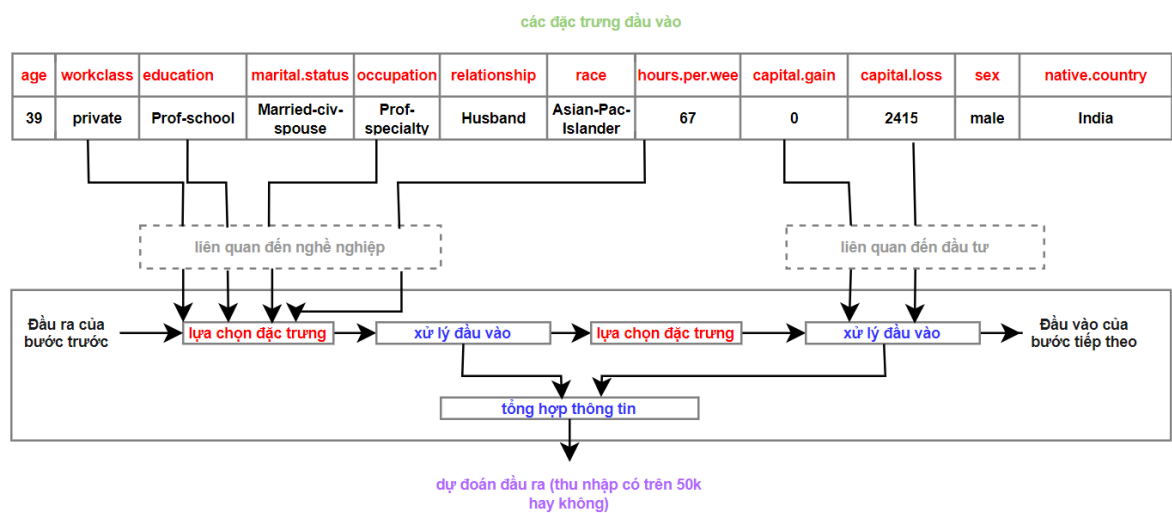 các đặc trưng đầu vào
age workclass education marital.status occupation relationship race hours.per.wee capital.gain capital.loss sex native.country
39 private Prof-school Married-civ- Prof- Husband Asian-Pac- 67 0 2415 male India
spouse specialty Islander
liên quan đến nghề nghiệp liên quan đến đầu tư
Đầu ra của lựa chọn đặc trưng xử lý đầu vào lựa chọn đặc trưng xử lý đầu vào Đầu vào của
bước trước bước tiếp theo
tổng hợp thông tin
dự đoán đầu ra (thu nhập có trên 50k
hay không)